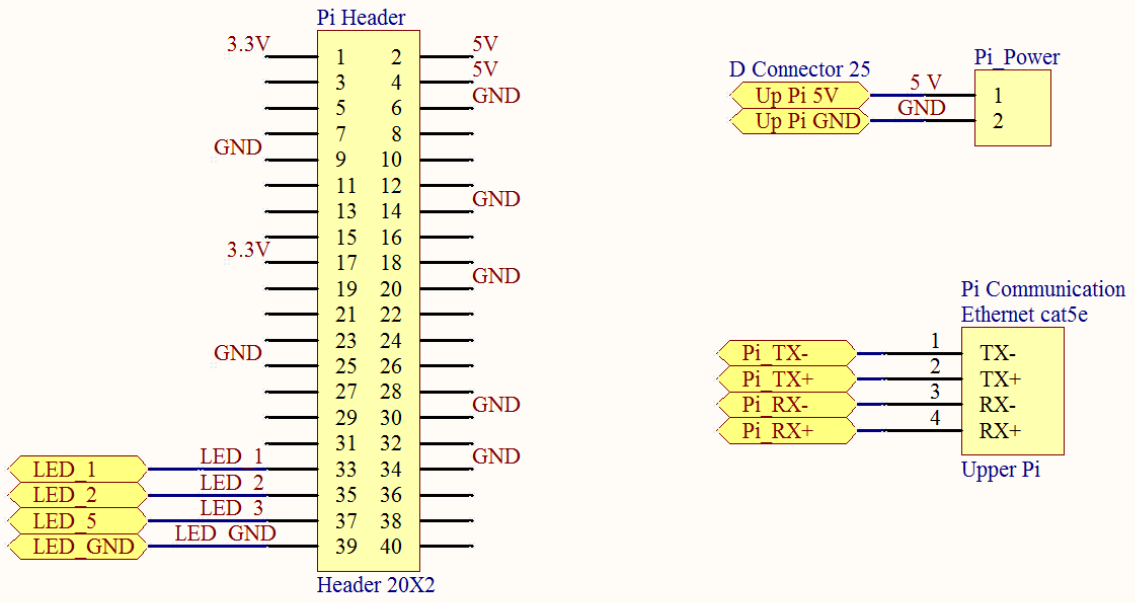 Pi Header
3.3V 1 2 5V
3 4 5V
5 6 GND
7 8
GND 9 10
11 12
13 14 GND
15 16
3.3V 17 18
19 20 GND
21 22
23 24
GND 25 26
27 28
29 30 GND
31 32
LED_1 LED_1 33 34 GND
LED_2 LED_2 35 36
LED_5 LED_3 37 38
LED_GND LED_GND 39 40
Header 20X2
D Connector 25 Pi_Power
Up Pi 5V 5 V 1
Up Pi GND GND 2
Pi Communication
Ethernet cat5e
Pi_TX- 1 TX-
Pi_TX+ 2 TX+
Pi_RX- 3 RX-
Pi_RX+ 4 RX+
Upper Pi